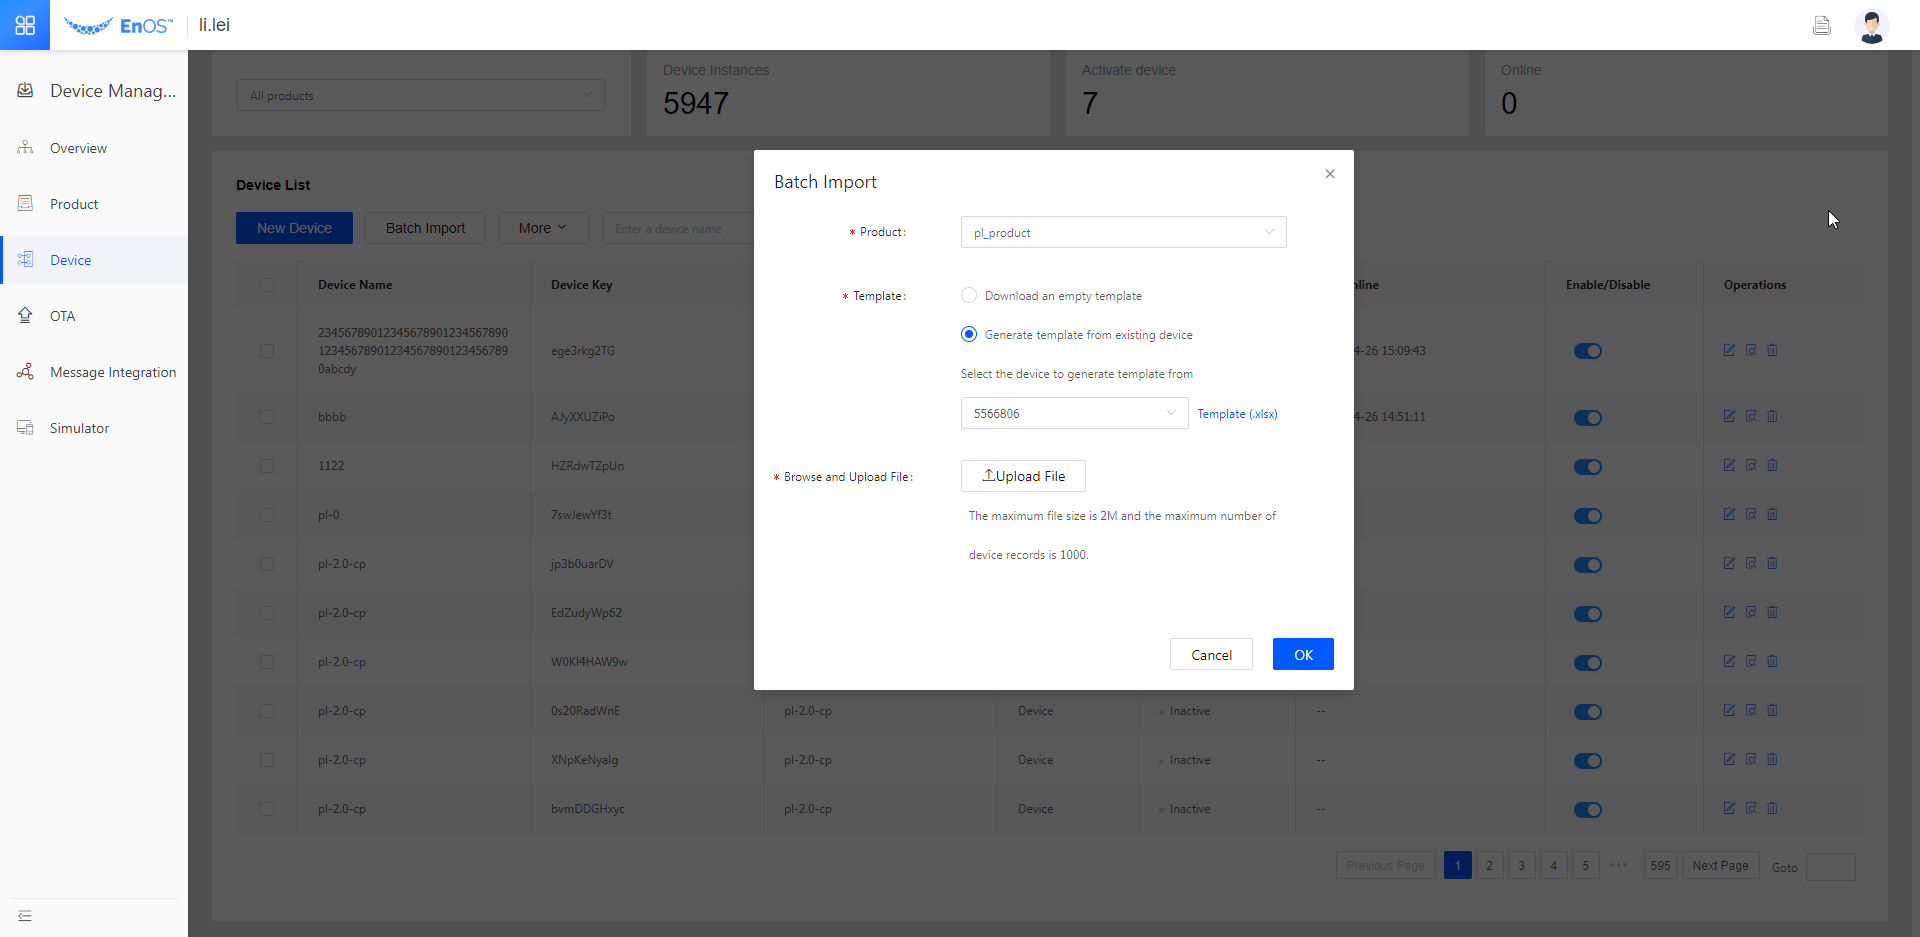 EnOS™
li.lei
Device Manag...
Overview
Product
Device
OTA
Message Integration
Simulator
All products
Device Instances
5947
Activate device
7
Online
0
Device List
New Device
Batch Import
More
Enter a device name
Device Name
Device Key
nline
Enable/Disable
Operations
23456789012345678901234567890
12345678901234567890123456789
0abcdy
ege3rkg2TG
4-26 15:09:43
bbbb
AJyXXUZiPo
4-26 14:51:11
1122
HZRdwTZpUn
pl-0
7swJewYf3t
pl-2.0-cp
jp3b0uarDV
pl-2.0-cp
EdZudyWp62
pl-2.0-cp
W0KI4HAW9w
pl-2.0-cp
0s20RadWnE
pl-2.0-cp
Device
Inactive
--
pl-2.0-cp
XNpKeNyalg
pl-2.0-cp
Device
Inactive
--
pl-2.0-cp
bvmDDGHxyc
pl-2.0-cp
Device
Inactive
--
Previous Page
1
2
3
4
5
•••
595
Next Page
Goto
Batch Import
* Product:
pl_product
* Template:
Download an empty template
Generate template from existing device
Select the device to generate template from
5566806
Template (.xlsx)
* Browse and Upload File:
Upload File
The maximum file size is 2M and the maximum number of
device records is 1000.
Cancel
OK